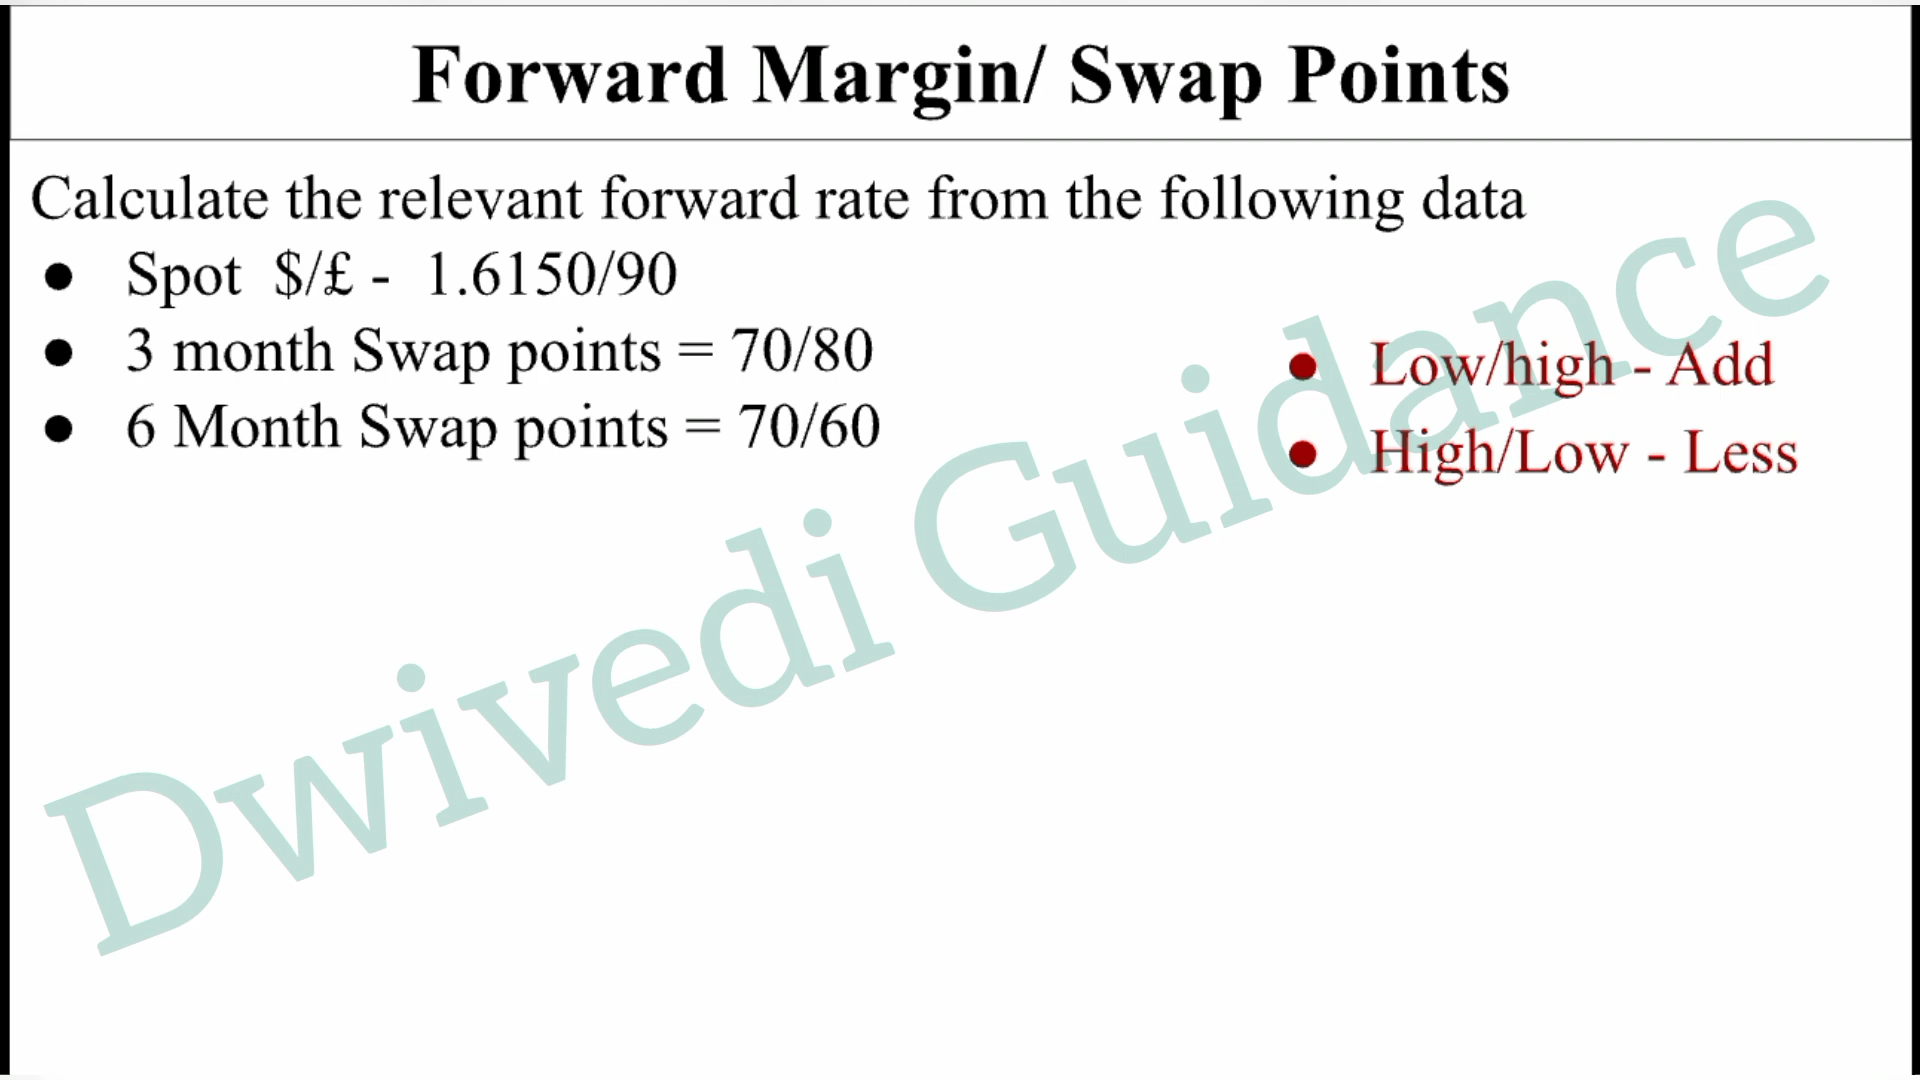 Forward Margin/ Swap Points
Calculate the relevant forward rate from the following data
● Spot $/£ - 1.6150/90
● 3 month Swap points = 70/80
● 6 Month Swap points = 70/60
● Low/high - Add
● High/Low - Less
Dwivedi Guidance